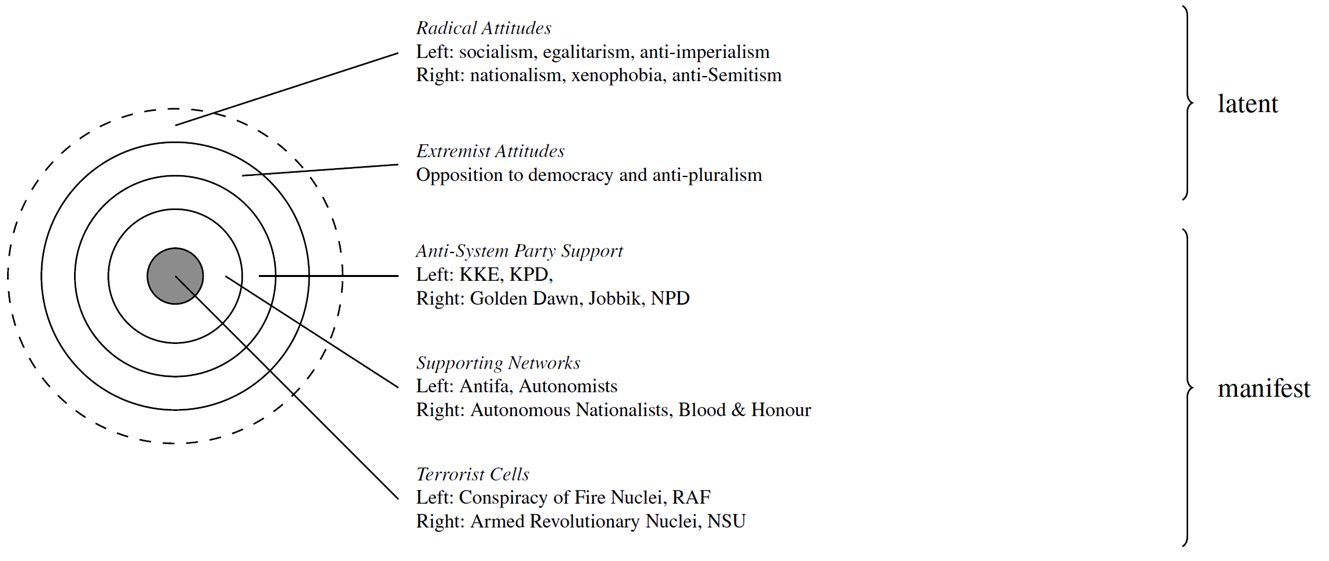 Radical Attitudes
Left: socialism, egalitarism, anti-imperialism
Right: nationalism, xenophobia, anti-Semitism
latent
Extremist Attitudes
Opposition to democracy and anti-pluralism
Anti-System Party Support
Left: KKE, KPD,
Right: Golden Dawn, Jobbik, NPD
Supporting Networks
Left: Antifa, Autonomists
manifest
Right: Autonomous Nationalists, Blood & Honour
Terrorist Cells
Left: Conspiracy of Fire Nuclei, RAF
Right: Armed Revolutionary Nuclei, NSU